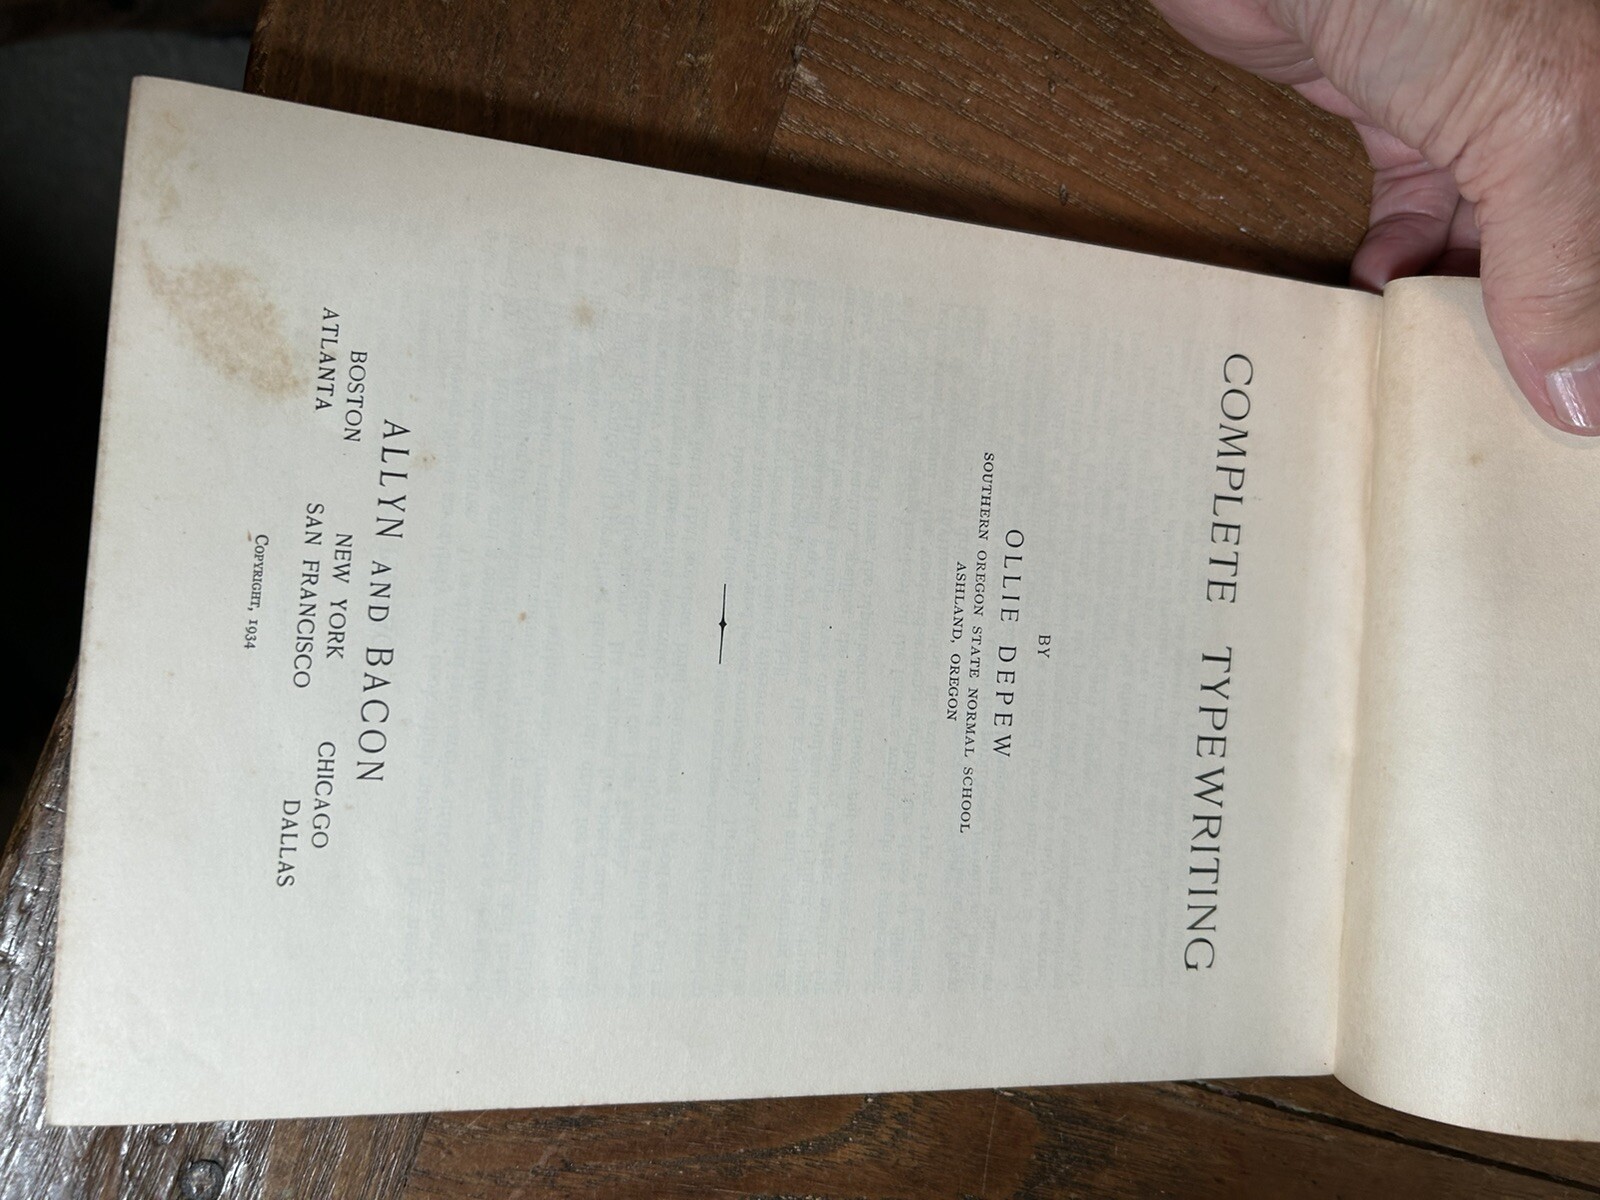 COMPLETE TYPEWRITING
BY
OLLIE DEPEW
SOUTHERN OREGON STATE NORMAL SCHOOL
ASHLAND, OREGON
ALLYN AND BACON
BOSTON NEW YORK CHICAGO
ATLANTA SAN FRANCISCO DALLAS
COPYRIGHT, 1934